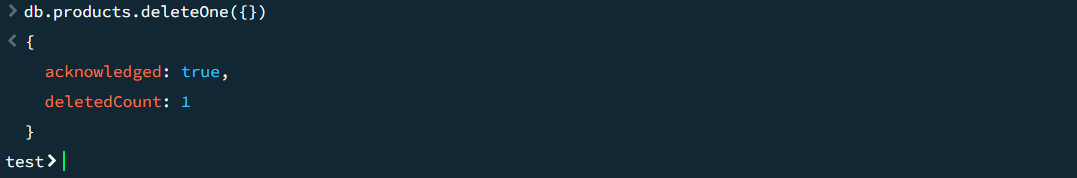 > db.products.deleteOne({})
< {
acknowledged: true,
deletedCount: 1
}
test>